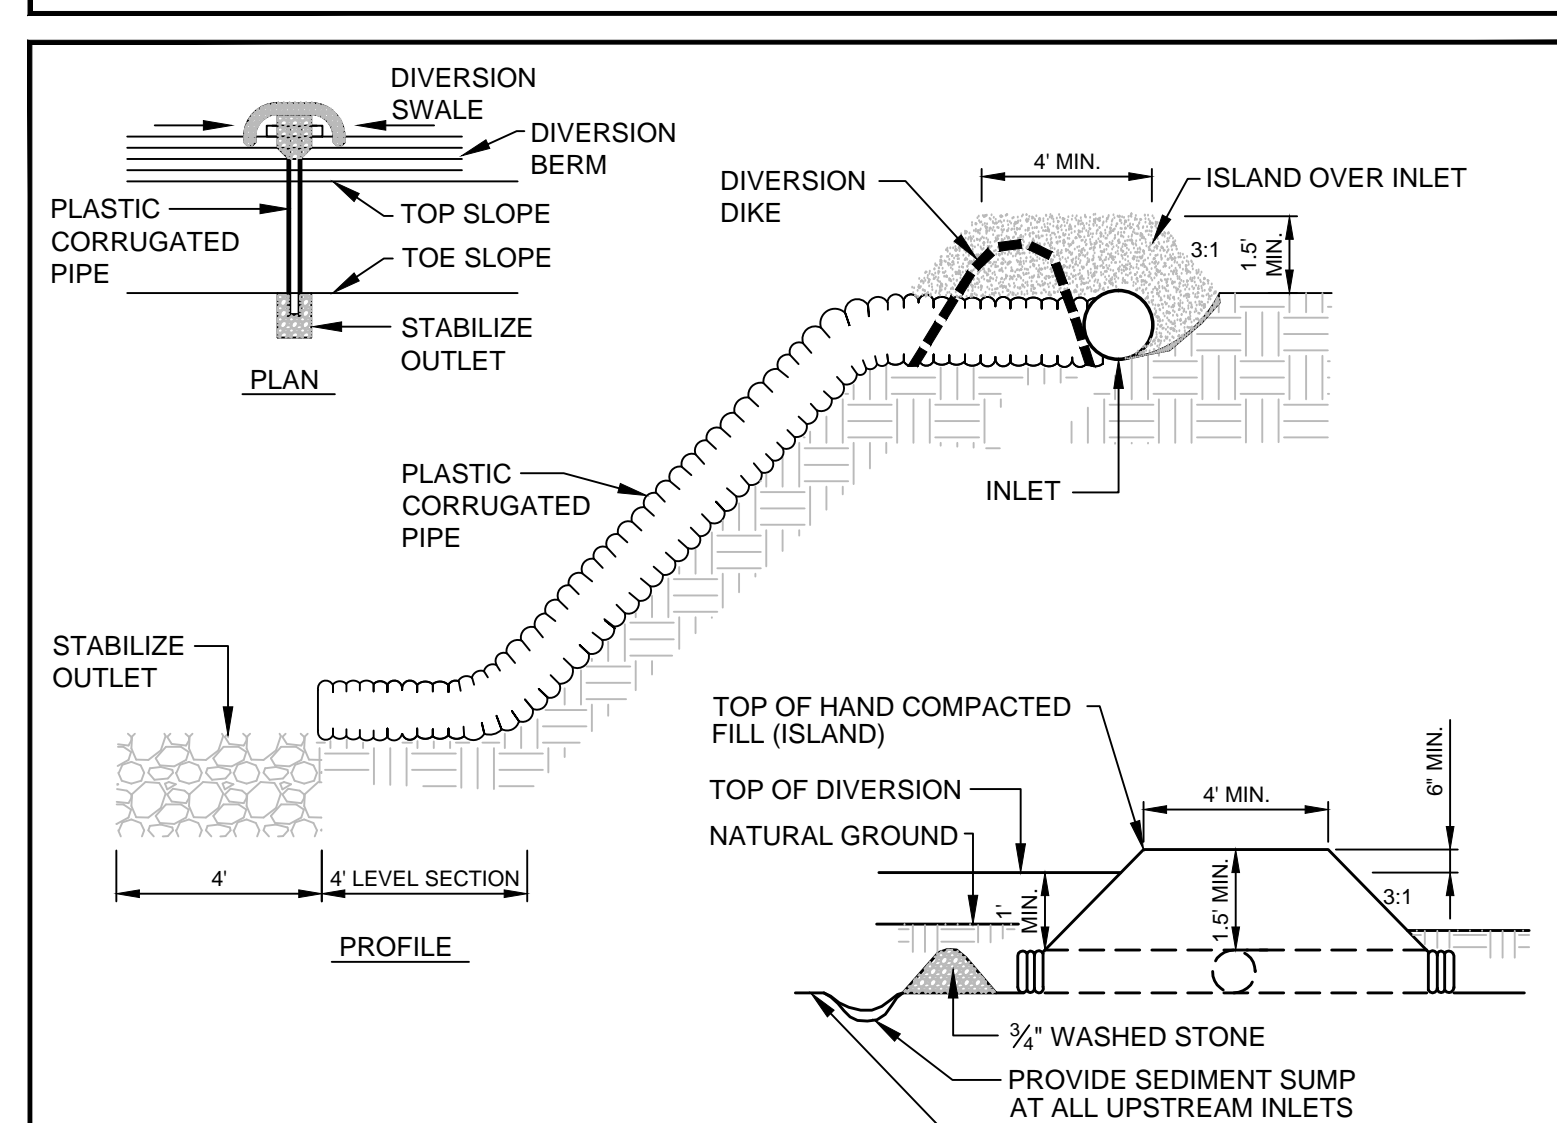 DIVERSION
SWALE
DIVERSION
BERM
PLASTIC
CORRUGATED
PIPE
TOP SLOPE
TOE SLOPE
STABILIZE
OUTLET
PLAN
DIVERSION
DIKE
4' MIN.
ISLAND OVER INLET
3:1
1.5'
MIN.
PLASTIC
CORRUGATED
PIPE
INLET
STABILIZE
OUTLET
4'
4' LEVEL SECTION
PROFILE
TOP OF HAND COMPACTED
FILL (ISLAND)
TOP OF DIVERSION
NATURAL GROUND
4' MIN.
6" MIN.
1'
MIN.
1.5' MIN.
3:1
¾" WASHED STONE
PROVIDE SEDIMENT SUMP
AT ALL UPSTREAM INLETS